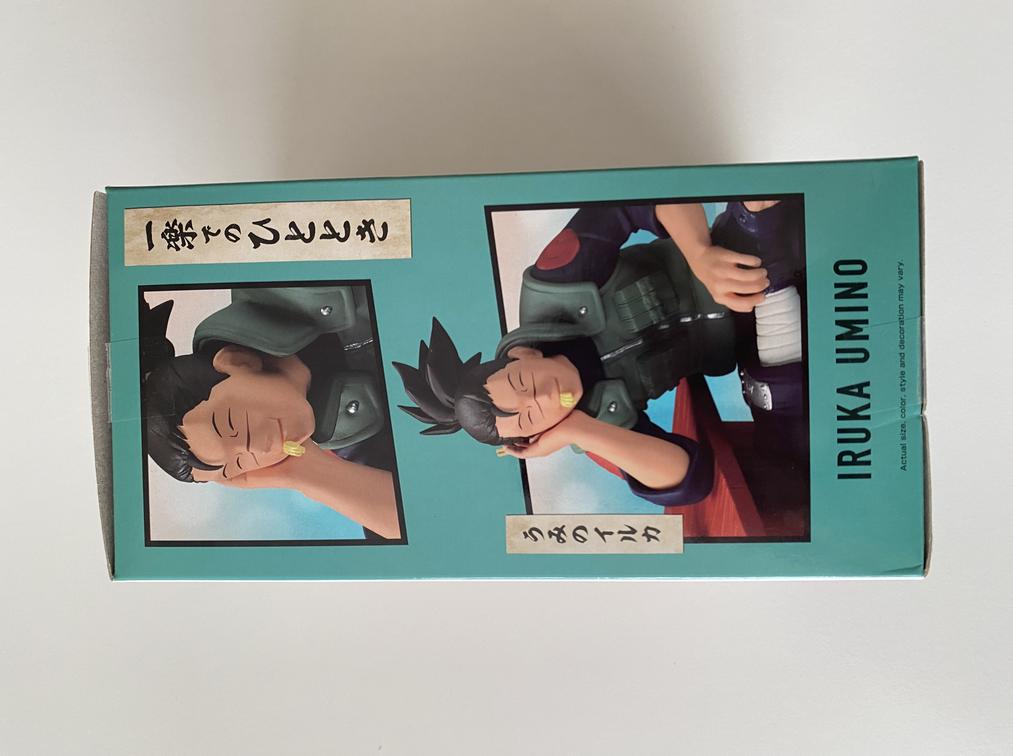 一楽でのひととき
うみのイルカ
IRUKA UMINO
Actual size, color, style and decoration may vary.